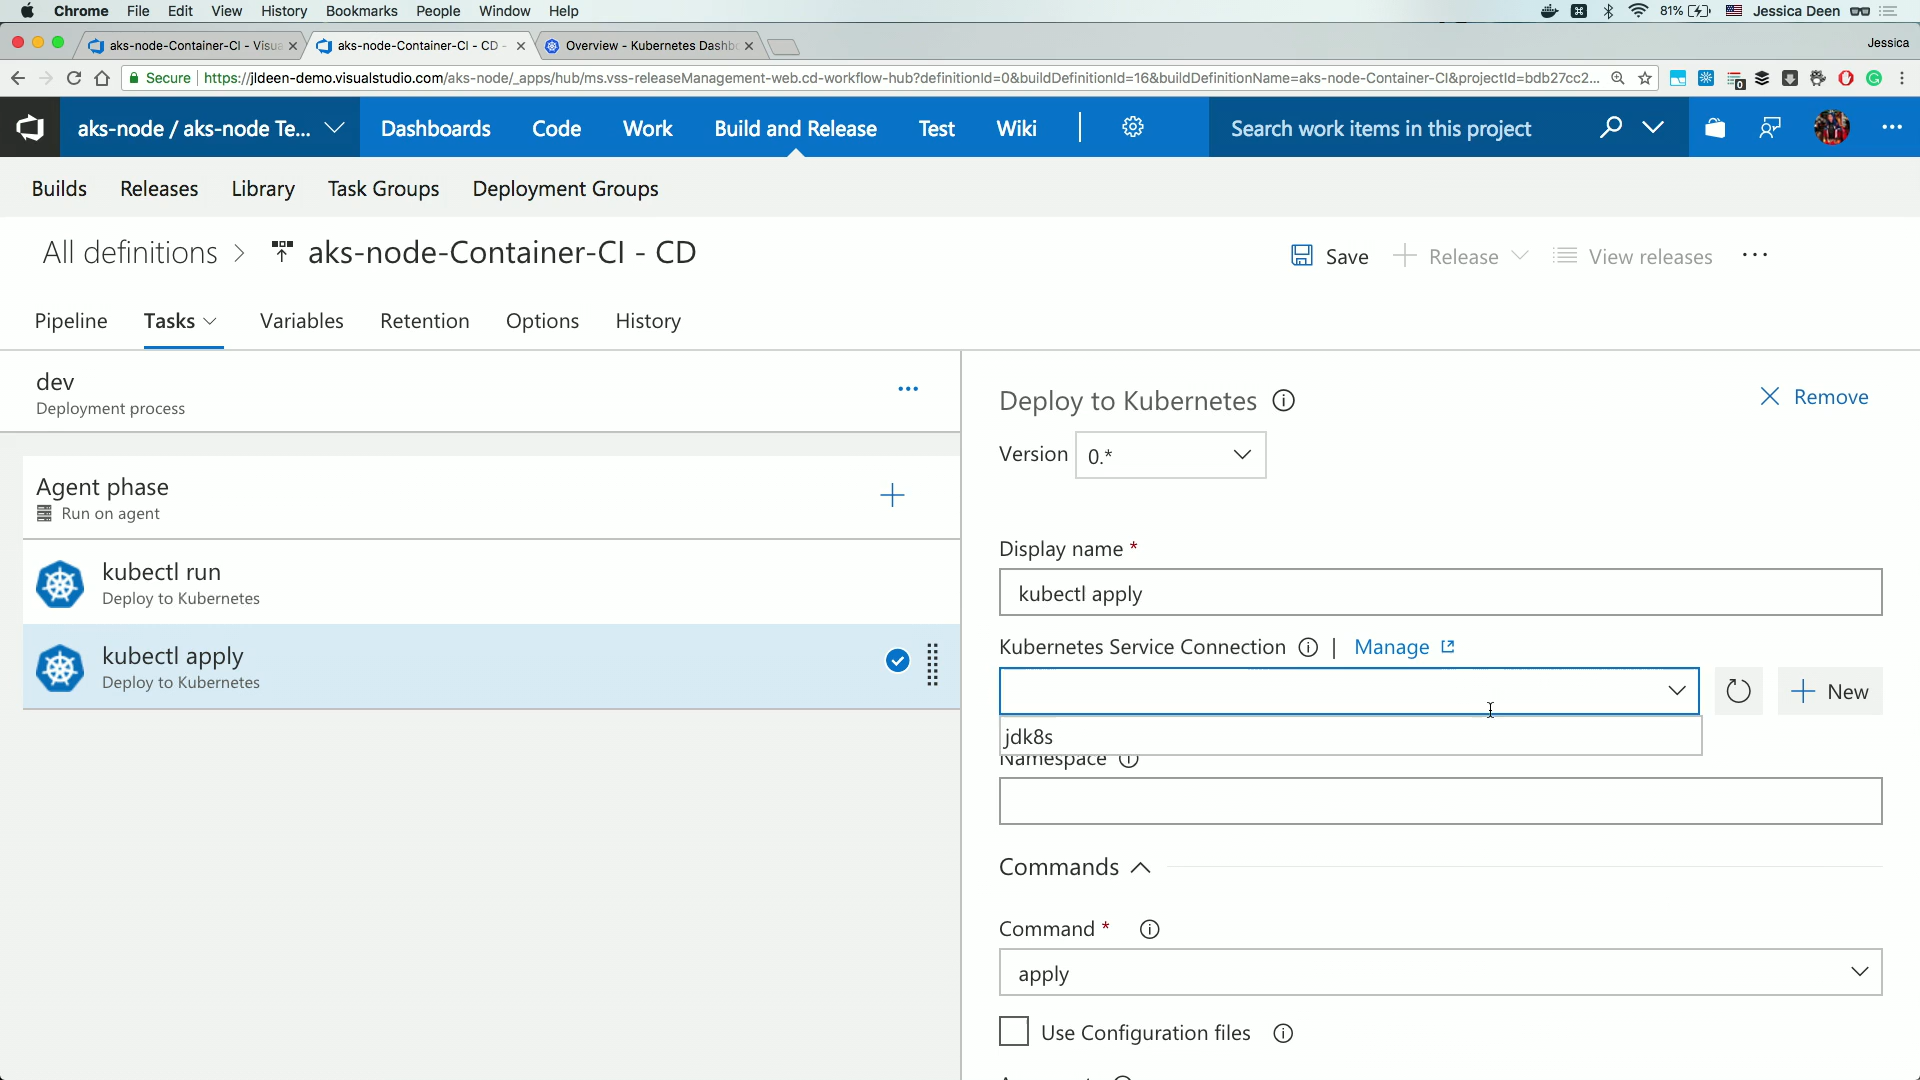 Chrome File Edit View History Bookmarks People Window Help 81% Jessica Deen
aks-node-Container-CI - Visua aks-node-Container-CI - CD - Overview - Kubernetes Dashb Jessica
Secure https://jldeen-demo.visualstudio.com/aks-node/_apps/hub/ms.vss-releaseManagement-web.cd-workflow-hub?definitionId=0&buildDefinitionId=16&buildDefinitionName=aks-node-Container-CI&projectId=bdb27cc2...
aks-node / aks-node Te... Dashboards Code Work Build and Release Test Wiki Search work items in this project
Builds Releases Library Task Groups Deployment Groups
All definitions > aks-node-Container-CI - CD Save Release View releases
Pipeline Tasks Variables Retention Options History
dev
Deployment process
Agent phase
Run on agent
kubectl run
Deploy to Kubernetes
kubectl apply
Deploy to Kubernetes
Deploy to Kubernetes Remove
Version 0.*
Display name *
kubectl apply
Kubernetes Service Connection | Manage
New
jdk8s
Namespace
Commands
Command *
apply
Use Configuration files